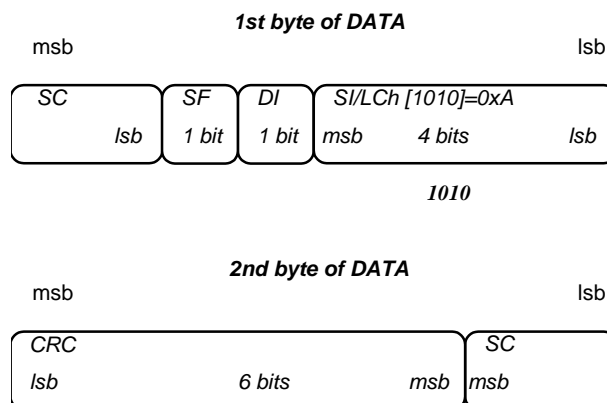 1st byte of DATA
msb lsb
SC SF DI SI/LCh [1010]=0xA
lsb 1 bit 1 bit msb 4 bits lsb
1010
2nd byte of DATA
msb lsb
CRC SC
lsb 6 bits msb msb